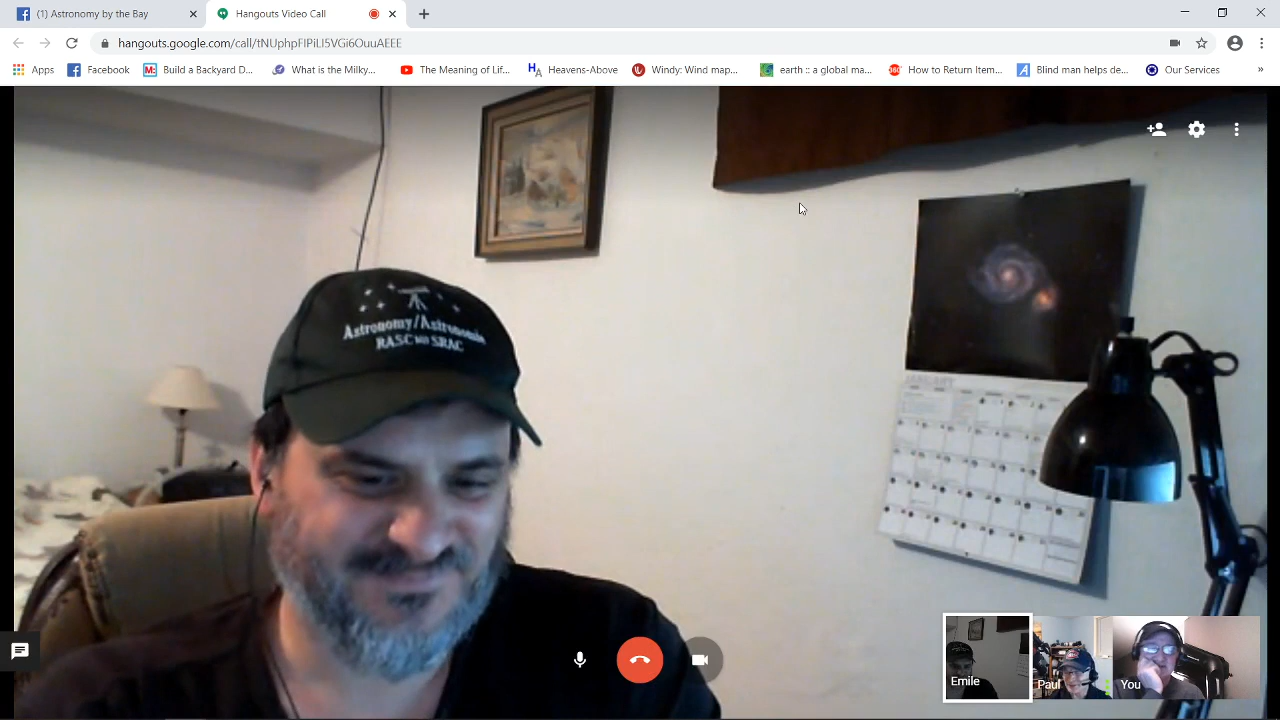 (1) Astronomy by the Bay
Hangouts Video Call
hangouts.google.com/call/tNUphpFIPiLI5VGi6OuuAEEE
Apps
Facebook
Build a Backyard D...
What is the Milky...
The Meaning of Lif...
Heavens-Above
Windy: Wind map...
earth :: a global ma...
How to Return Item...
Blind man helps de...
Our Services
»
Astronomy/Astronomie
RASC SRAC
JANUARY
Emile
Paul
You